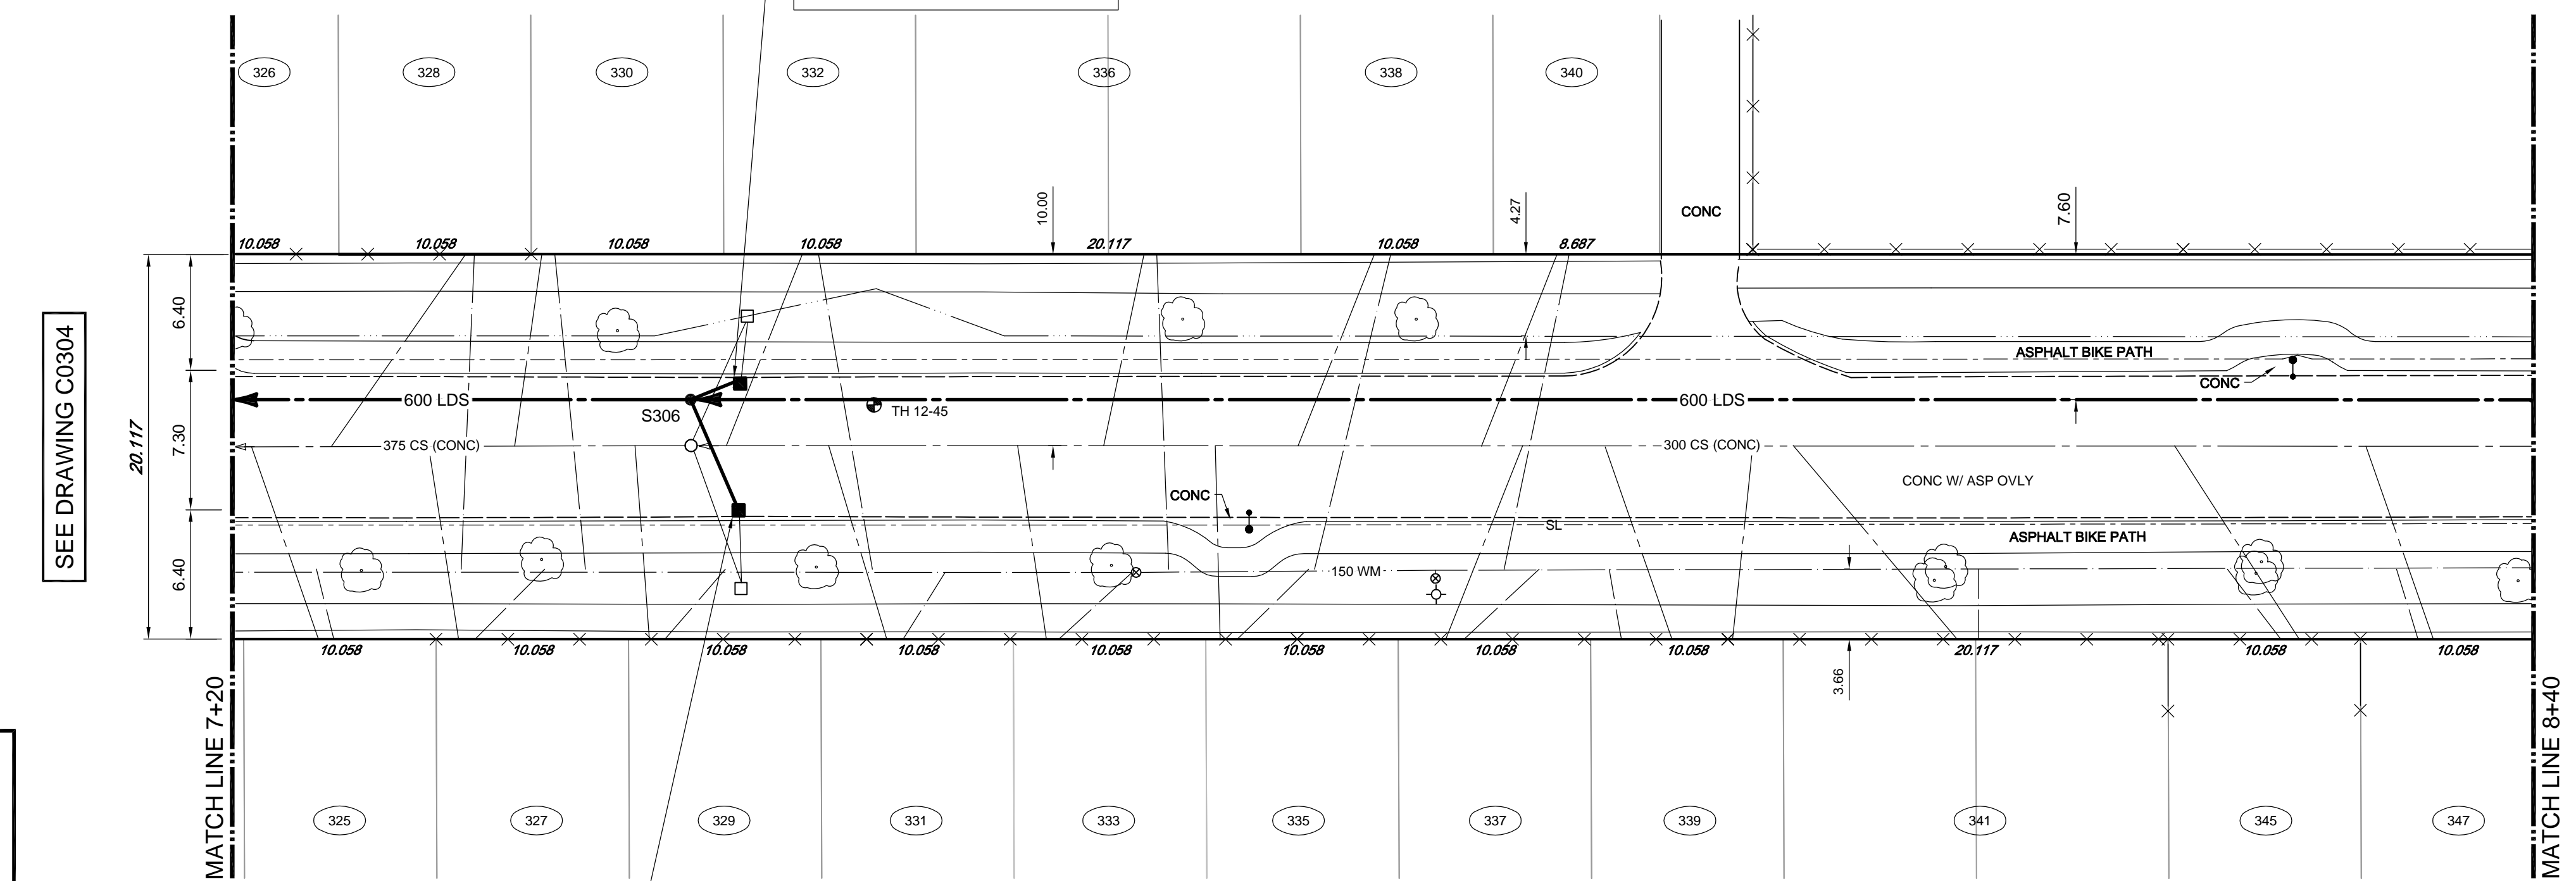 326
328
330
332
336
338
340
CONC
10.00
4.27
7.60
10.058
10.058
10.058
10.058
20.117
10.058
8.687
6.40
ASPHALT BIKE PATH
CONC
600 LDS
S306
TH 12-45
600 LDS
SEE DRAWING C0304
20.117
7.30
375 CS (CONC)
300 CS (CONC)
CONC W/ ASP OVLY
CONC
SL
ASPHALT BIKE PATH
6.40
150 WM
10.058
10.058
10.058
10.058
10.058
10.058
10.058
10.058
20.117
10.058
10.058
3.66
MATCH LINE 7+20
MATCH LINE 8+40
325
327
329
331
333
335
337
339
341
345
347